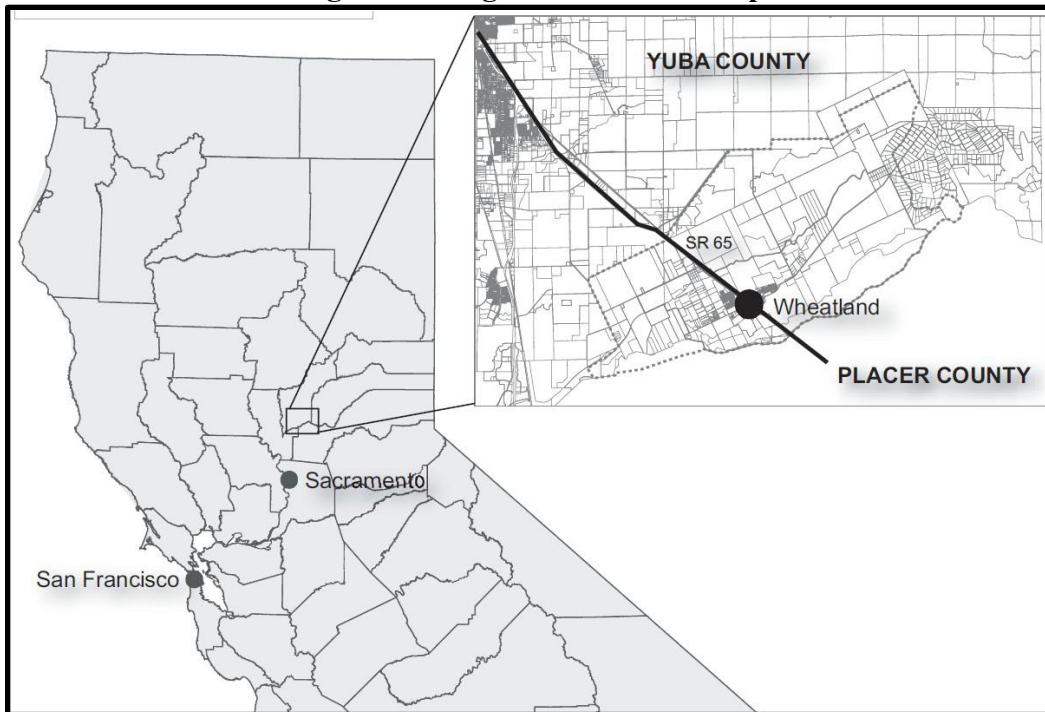 YUBA COUNTY
SR 65
Wheatland
PLACER COUNTY
Sacramento
San Francisco